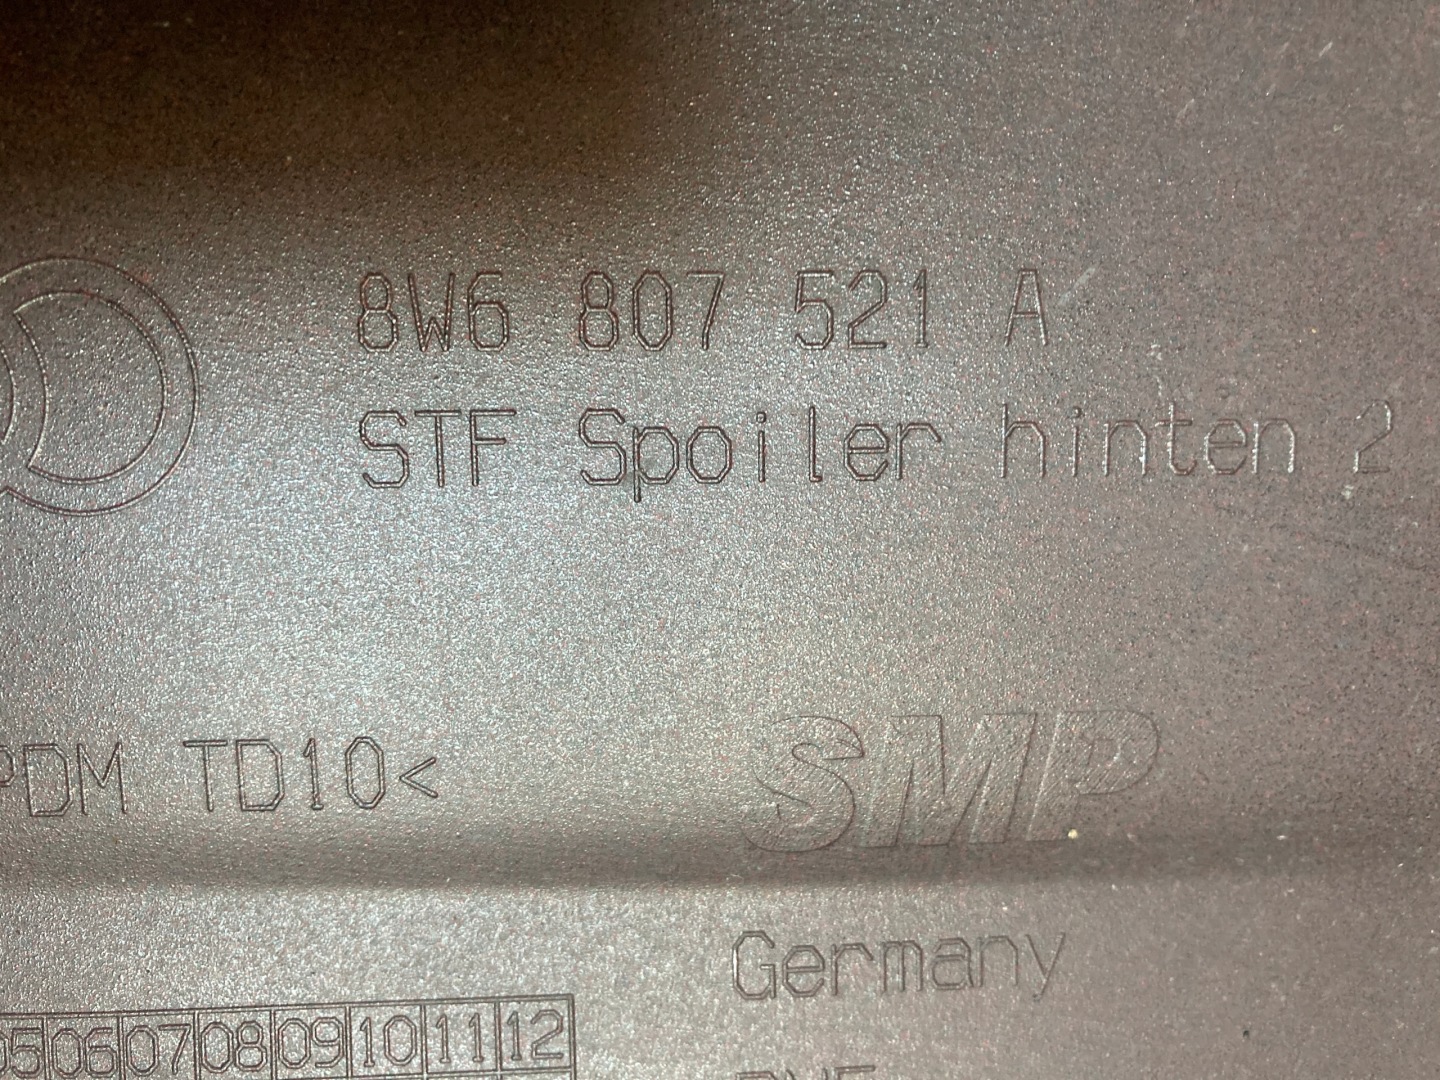 8W6 807 521 A
STF Spoiler hinten 2
PDM TD10<
SMP
Germany
05 06 07 08 09 10 11 12